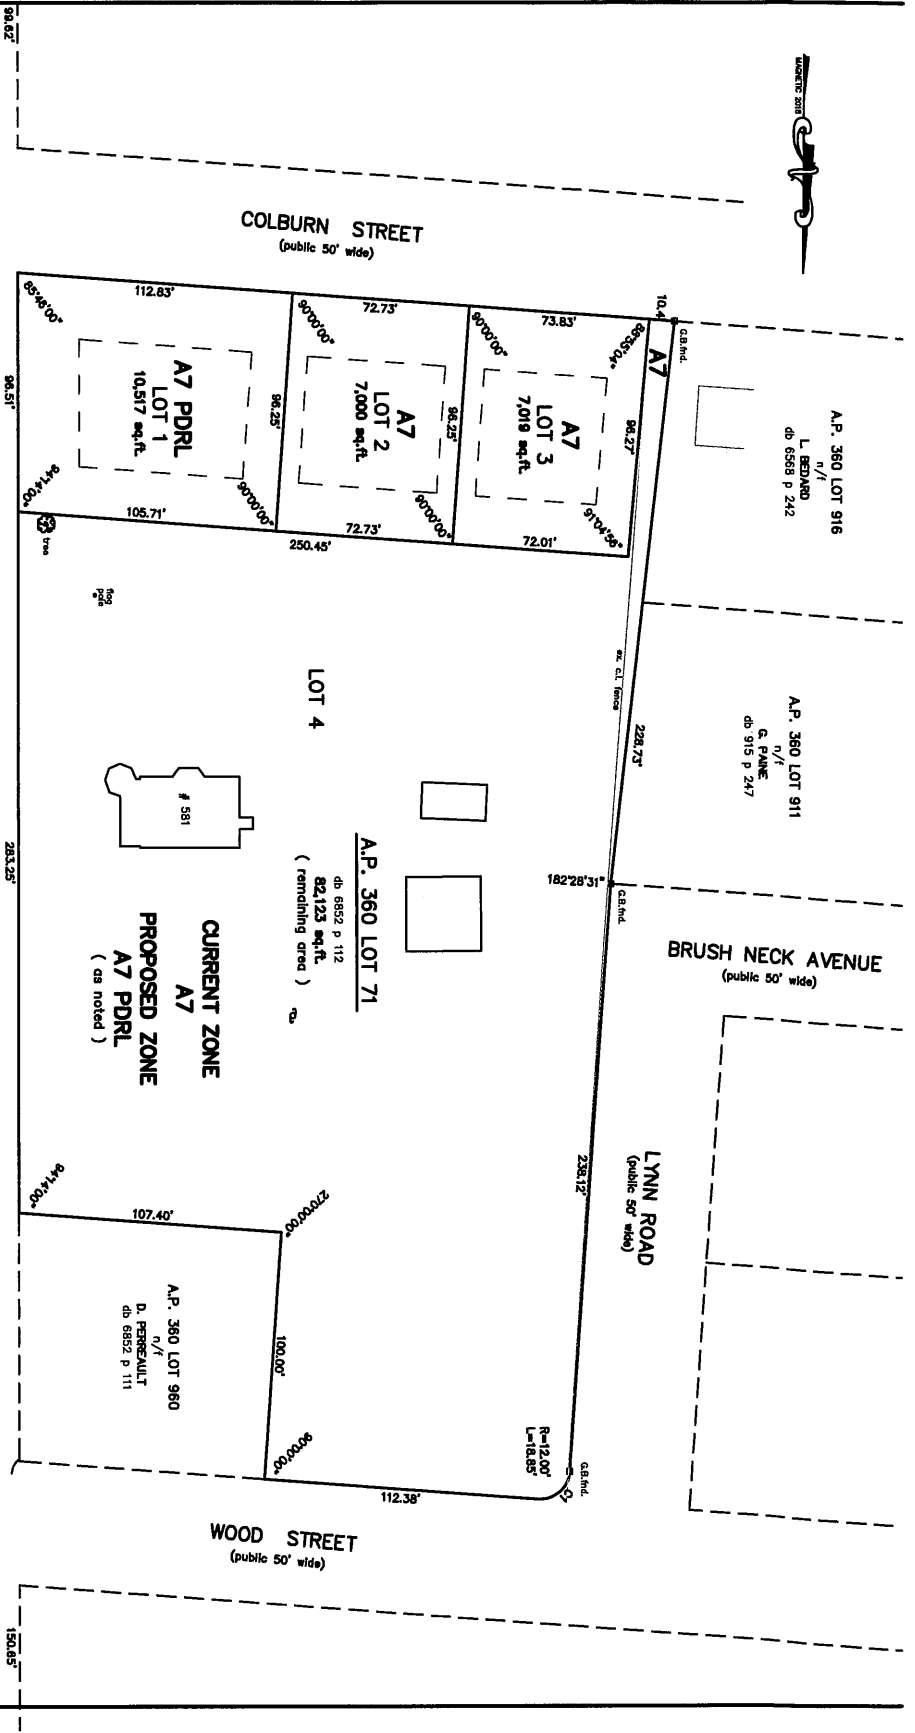 99.62'
MAGNETIC 2018
COLBURN STREET
(public 50' wide)
112.83'
72.73'
73.83'
10.4
G.B.fnd.
85°46'00"
90°00'00"
90°00'00"
88°55'04"
A7
A7 PDRL
LOT 1
10,517 sq.ft.
96.25'
A7
LOT 2
7,000 sq.ft.
96.25'
A7
LOT 3
7,019 sq.ft.
96.27'
96.51'
94°14'00"
90°00'00"
90°00'00"
91°04'56"
105.71'
72.73'
72.01'
250.45'
tree
flag
pole
A.P. 360 LOT 916
n/f
L. BEDARD
db 6568 p 242
A.P. 360 LOT 911
n/f
G. PAINE
db 915 p 247
ex. c.l. fence
228.73'
LOT 4
# 581
283.25'
A.P. 360 LOT 71
db 6852 p 112
82,123 sq.ft.
( remaining area )
182°28'31"
G.B.fnd.
BRUSH NECK AVENUE
(public 50' wide)
CURRENT ZONE
A7
PROPOSED ZONE
A7 PDRL
( as noted )
LYNN ROAD
(public 50' wide)
238.12'
94°14'00"
107.40'
270°00'00"
A.P. 360 LOT 960
n/f
D. PERREAULT
db 6852 p 111
100.00'
90°00'00"
R=12.00'
L=18.85'
G.B.fnd.
112.38'
WOOD STREET
(public 50' wide)
150.65'